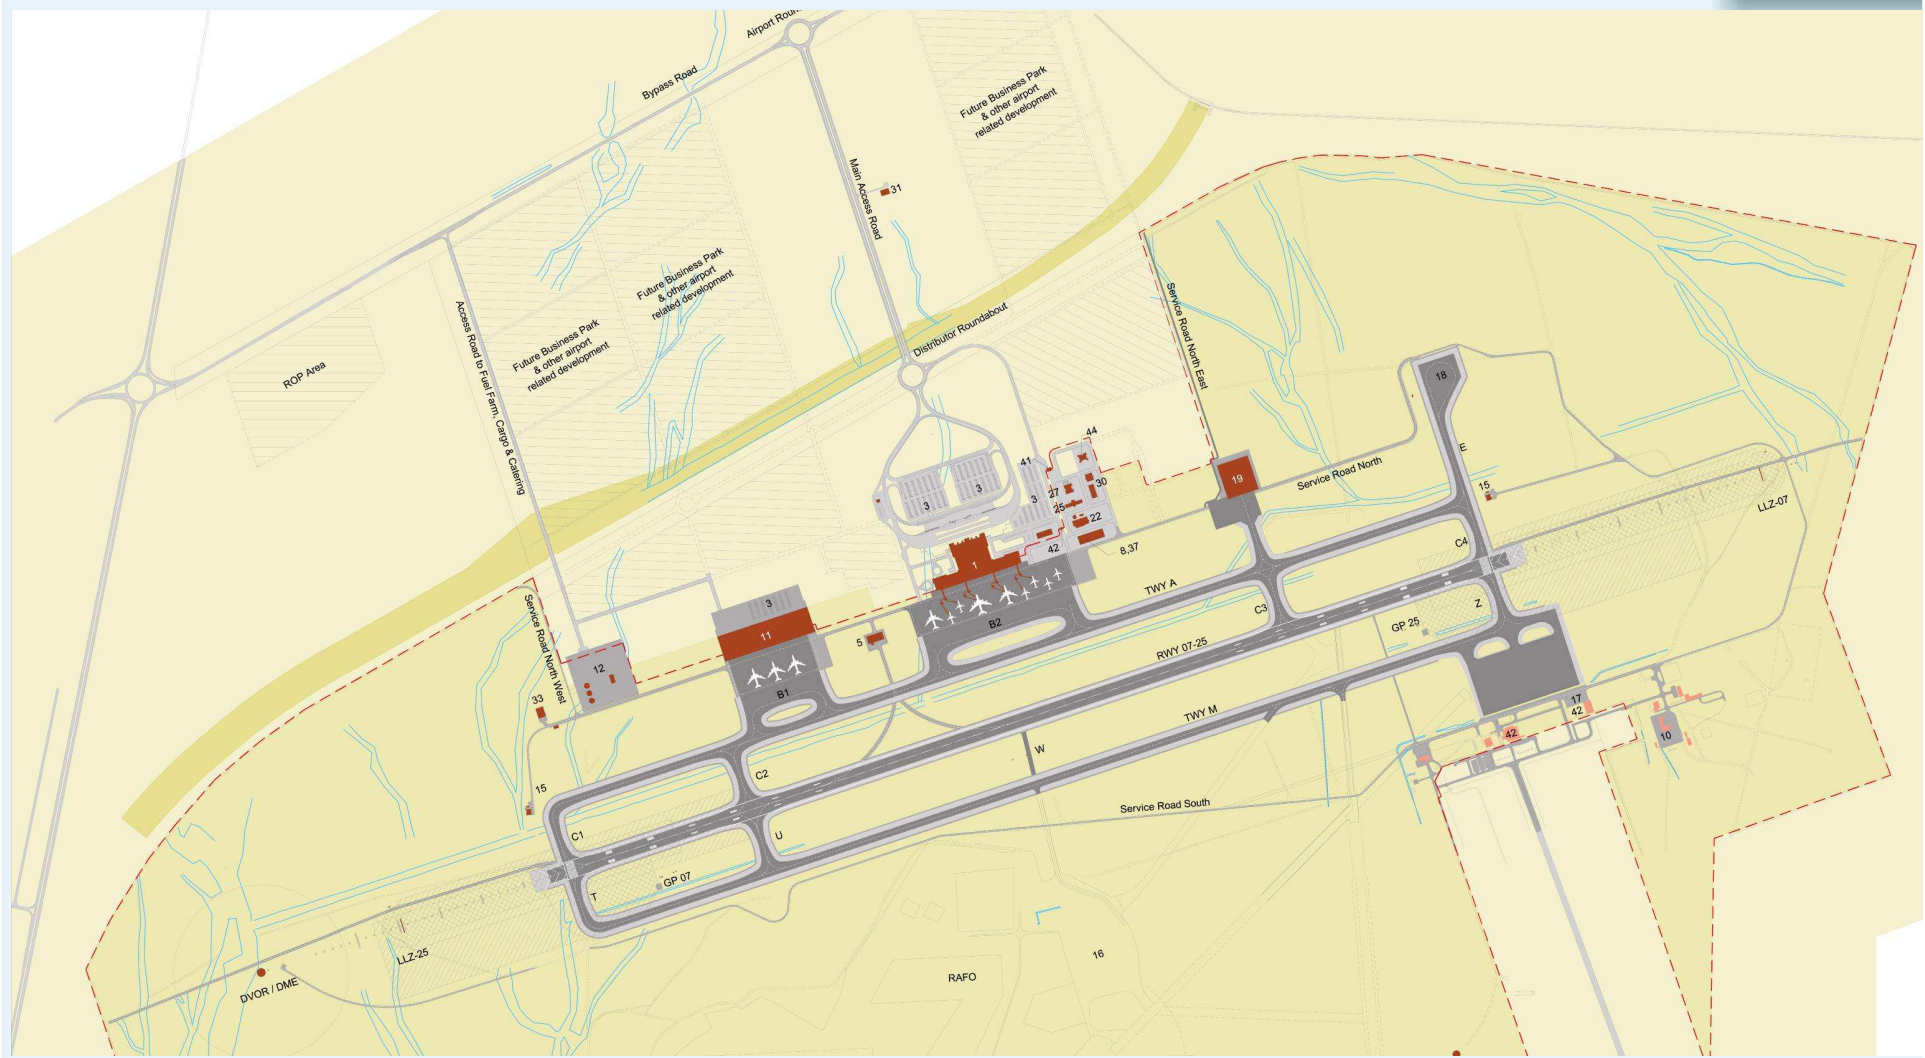 Airport Roun
Bypass Road
Future Business Park
& other airport
related development
Main Access Road
31
Future Business Park
& other airport
related development
Service Road North East
Distributor Roundabout
Access Road to Fuel Farm, Cargo & Catering
Future Business Park
& other airport
related development
ROP Area
18
44
E
41
Service Road North
3
3
3
27
30
19
15
25
22
LLZ-07
42
8,37
C4
1
TWY A
Service Road North West
3
C3
Z
11
B2
GP 25
5
RWY 07-25
12
B1
33
TWY M
17
42
42
10
W
C2
15
Service Road South
C1
U
GP 07
T
LLZ-25
16
DVOR / DME
RAFO